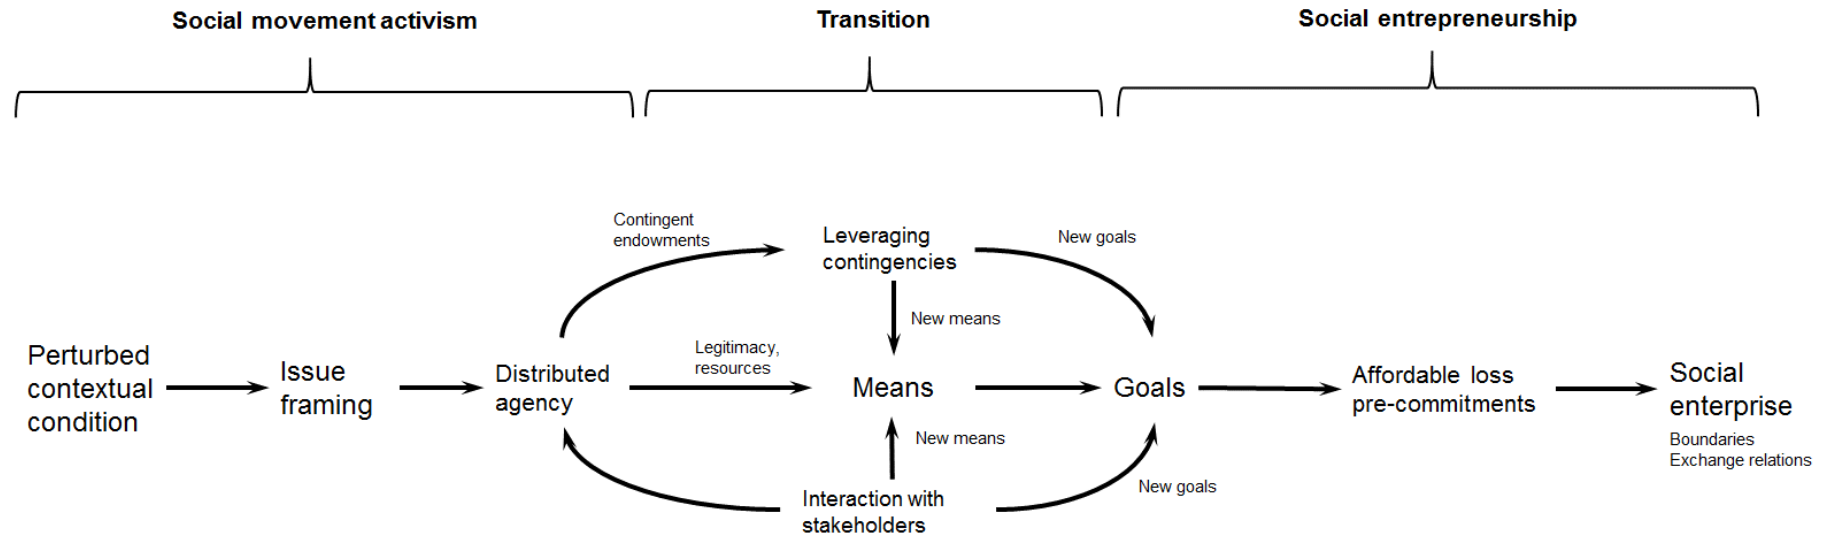 Social movement activism
Transition
Social entrepreneurship
Contingent
endowments
Leveraging
contingencies
New goals
New means
Perturbed
contextual
condition
Issue
framing
Distributed
agency
Legitimacy,
resources
Means
Goals
Affordable loss
pre-commitments
Social
enterprise
Boundaries
Exchange relations
New means
Interaction with
stakeholders
New goals